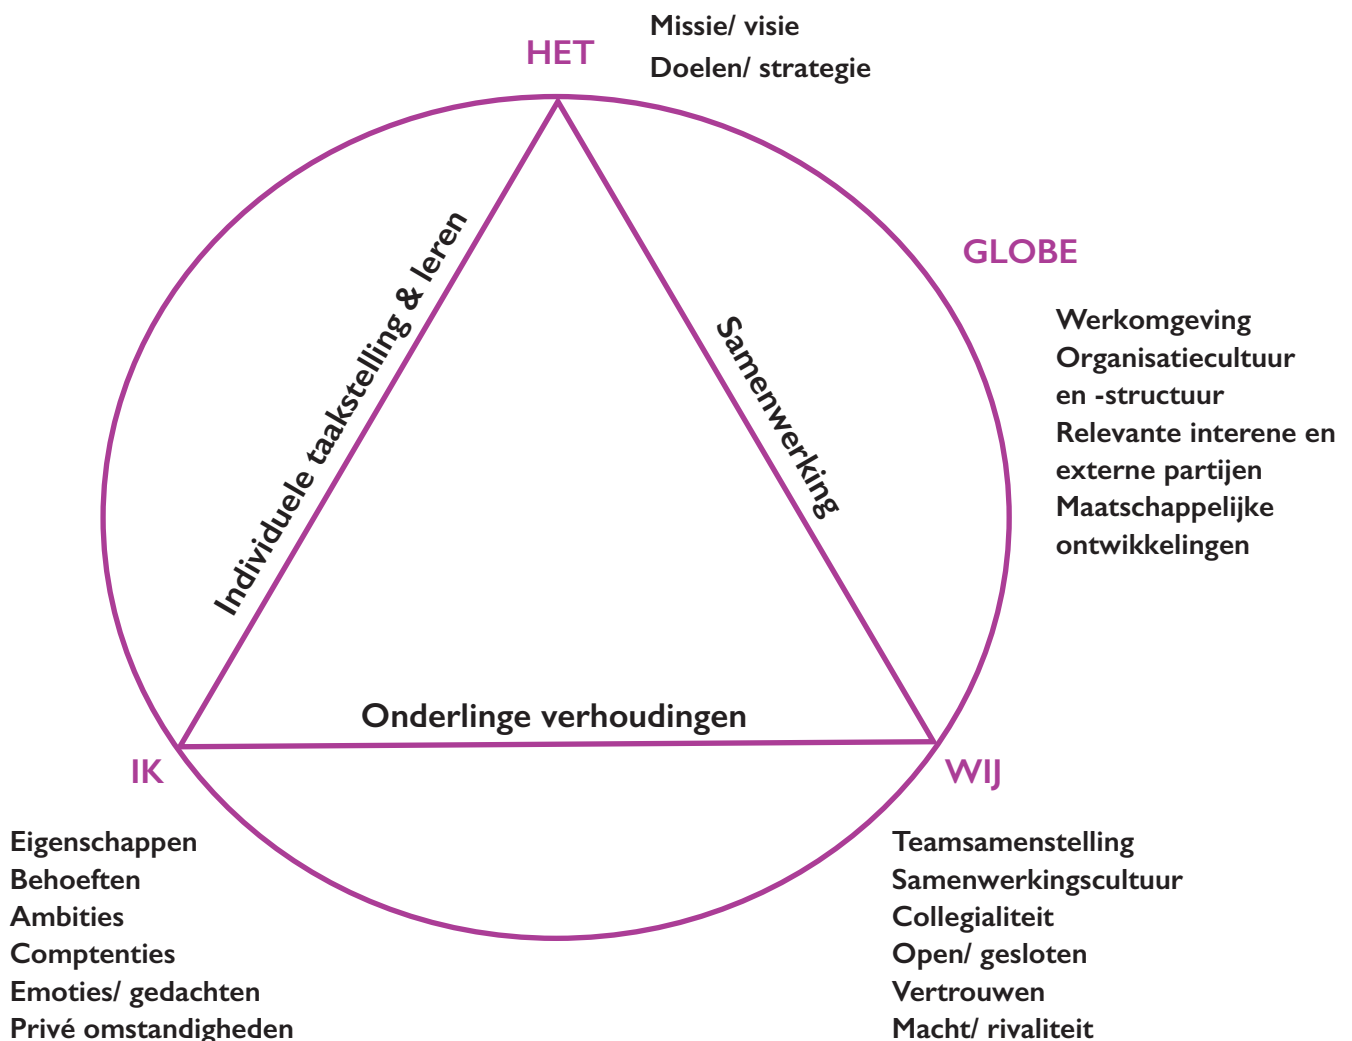 HET
Missie/ visie
Doelen/ strategie
GLOBE
Werkomgeving
Organisatiecultuur
en -structuur
Relevante interene en
externe partijen
Maatschappelijke
ontwikkelingen
Individuele taakstelling & leren
Samenwerking
Onderlinge verhoudingen
IK
Eigenschappen
Behoeften
Ambities
Comptenties
Emoties/ gedachten
Privé omstandigheden
WIJ
Teamsamenstelling
Samenwerkingscultuur
Collegialiteit
Open/ gesloten
Vertrouwen
Macht/ rivaliteit